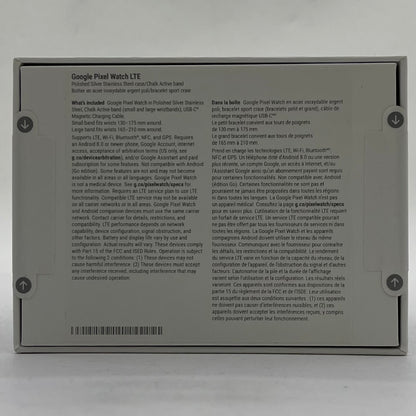 Google Pixel Watch LTE
Polished Silver Stainless Steel case/Chalk Active band
Boîtier en acier inoxydable argent poli/bracelet sport craie
What's included: Google Pixel Watch in Polished Silver Stainless
Steel, Chalk Active band (small and large wristbands), USB-C™
Magnetic Charging Cable.
Small band fits wrists 130 - 175 mm around.
Large band fits wrists 165 - 210 mm around.
Supports LTE, Wi-Fi, Bluetooth®, NFC, and GPS. Requires
an Android 8.0 or newer phone, Google Account, internet
access, acceptance of arbitration terms (US only, see
g.co/devicearbitration), and/or Google Assistant and paid
subscription for some features. Not compatible with Android
(Go edition). Some features are not and may not become
available in all areas or all languages. Google Pixel Watch
is not a medical device. See g.co/pixelwatch/specs for
more information. Requires an LTE service plan to use LTE
functionality. Compatible LTE service may not be available
on all carrier networks or in all areas. Google Pixel Watch
and Android companion devices must use the same carrier
network. Contact carrier for details, restrictions, and
compatibility. LTE performance depends on network
capability, device configuration, signal obstruction, and
other factors. Battery and display life vary by use and
configuration. Actual results will vary. These devices comply
with Part 15 of the FCC and ISED Rules. Operation is subject
to the following 2 conditions: (1) These devices may not
cause harmful interference. (2) These devices must accept
any interference received, including interference that may
cause undesired operation.
Dans la boîte : Google Pixel Watch en acier inoxydable argent
poli, bracelet sport craie (bracelets petit et grand), câble de
recharge magnétique USB-C™
Le petit bracelet convient aux tours de poignets
de 130 mm à 175 mm.
Le grand bracelet convient aux tours de poignets
de 165 mm à 210 mm.
Prend en charge les technologies LTE, Wi-Fi, Bluetooth®,
NFC et GPS. Un téléphone doté d'Android 8.0 ou une version
plus récente, un compte Google, un accès à Internet, et/ou
l'Assistant Google ainsi qu'un abonnement payant sont requis
pour certaines fonctionnalités. Non compatible avec Android
(édition Go). Certaines fonctionnalités ne sont pas et
pourraient ne jamais être proposées dans toutes les régions
ni dans toutes les langues. La Google Pixel Watch n'est pas
un appareil médical. Consultez la page g.co/pixelwatch/specs
pour en savoir plus. L'utilisation de la fonctionnalité LTE requiert
un forfait de service LTE. Un service LTE compatible pourrait
ne pas être offert par tous les fournisseurs de services ni dans
toutes les régions. La Google Pixel Watch et les appareils
compagnons Android doivent utiliser le réseau du même
fournisseur. Communiquez avec le fournisseur pour connaître
les détails, les restrictions et la compatibilité. Le rendement
du service LTE varie en fonction de la capacité du réseau, de la
configuration de l'appareil, de l'obstruction du signal et d'autres
facteurs. L'autonomie de la pile et la durée de l'affichage
varient selon l'utilisation et la configuration. Les résultats réels
varieront. Ces appareils sont conformes aux dispositions de la
partie 15 du règlement de la FCC et de l'ISDE. Leur utilisation
est assujettie aux deux conditions suivantes : (1) ces appareils
ne doivent pas causer d'interférences nuisibles; et (2) ces
appareils doivent accepter les interférences reçues, y compris
celles pouvant perturber leur fonctionnement.